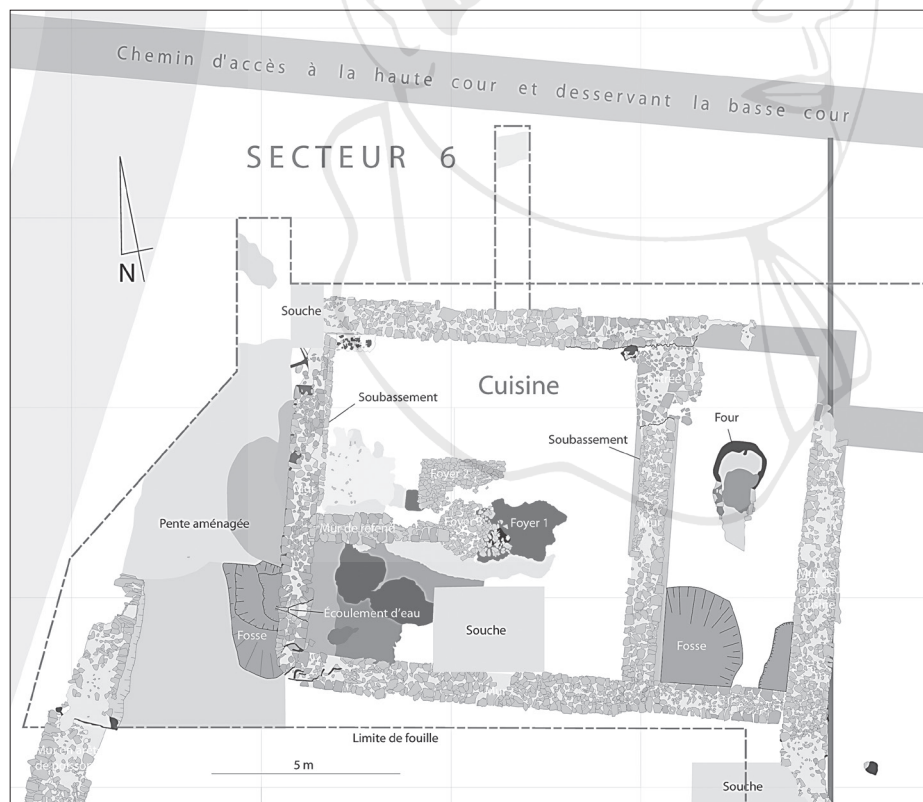 Chemin d'accès à la haute cour et desservant la basse cour
SECTEUR 6
N
Souche
Cuisine
Soubassement
Four
Soubassement
Foyer
Pente aménagée
Mur de refend
Foyer 1
Mur
Écoulement d'eau
Fosse
Souche
Fosse
Limite de fouille
5 m
Souche